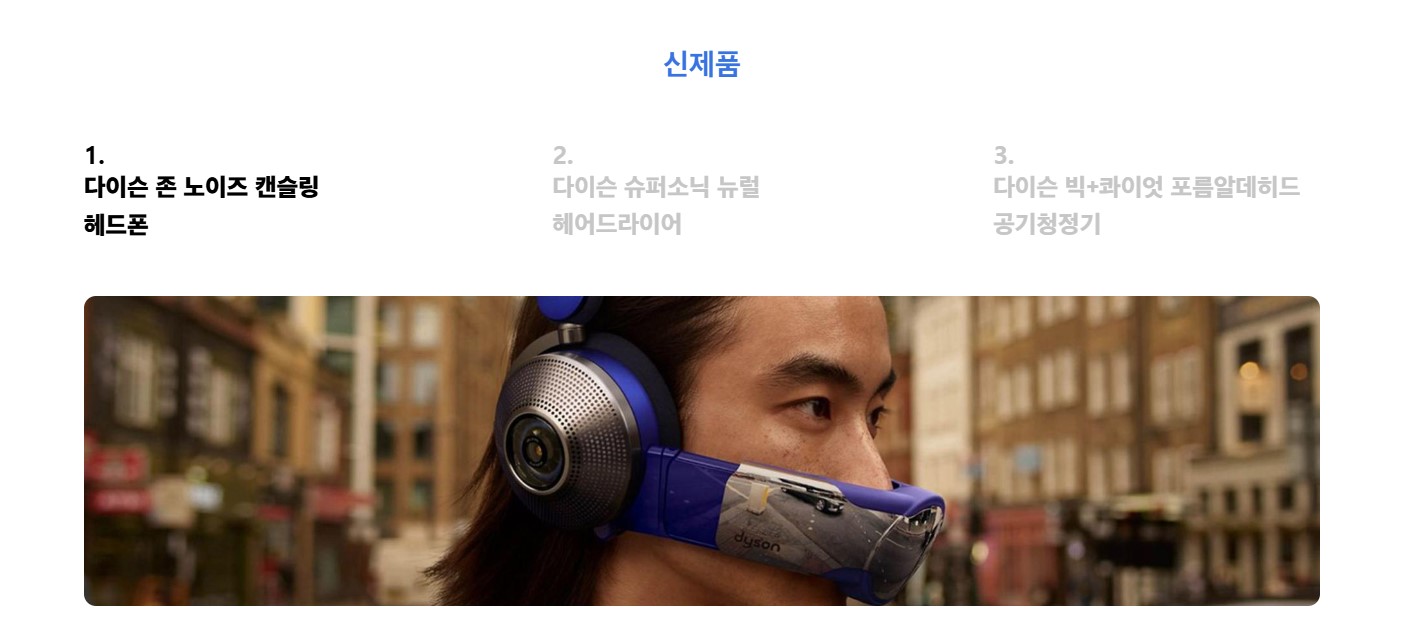 신제품
1.
다이슨 존 노이즈 캔슬링
헤드폰
2.
다이슨 슈퍼소닉 뉴럴
헤어드라이어
3.
다이슨 빅+콰이엇 포름알데히드
공기청정기
dyson